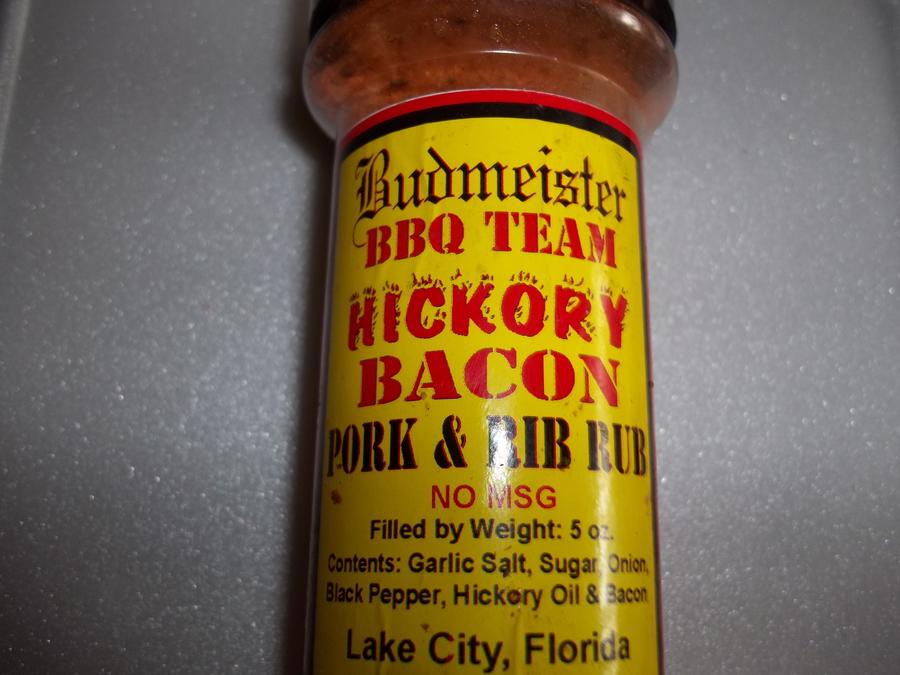 Budmeister
BBQ TEAM
HICKORY
BACON
PORK & RIB RUB
NO MSG
Filled by Weight: 5 oz.
Contents: Garlic Salt, Sugar, Onion,
Black Pepper, Hickory Oil & Bacon
Lake City, Florida